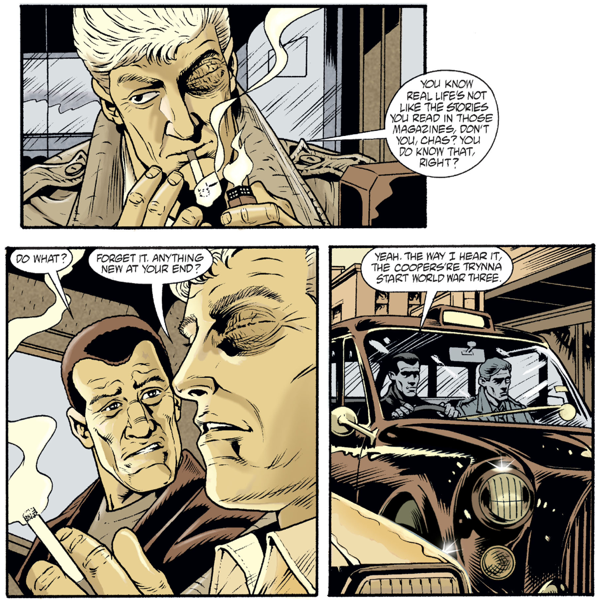 YOU KNOW
REAL LIFE'S NOT
LIKE THE STORIES
YOU READ IN THOSE
MAGAZINES, DON'T
YOU, CHAS? YOU
DO KNOW THAT,
RIGHT?
DO WHAT?
FORGET IT. ANYTHING
NEW AT YOUR END?
YEAH. THE WAY I HEAR IT,
THE COOPERS'RE TRYNNA
START WORLD WAR THREE.